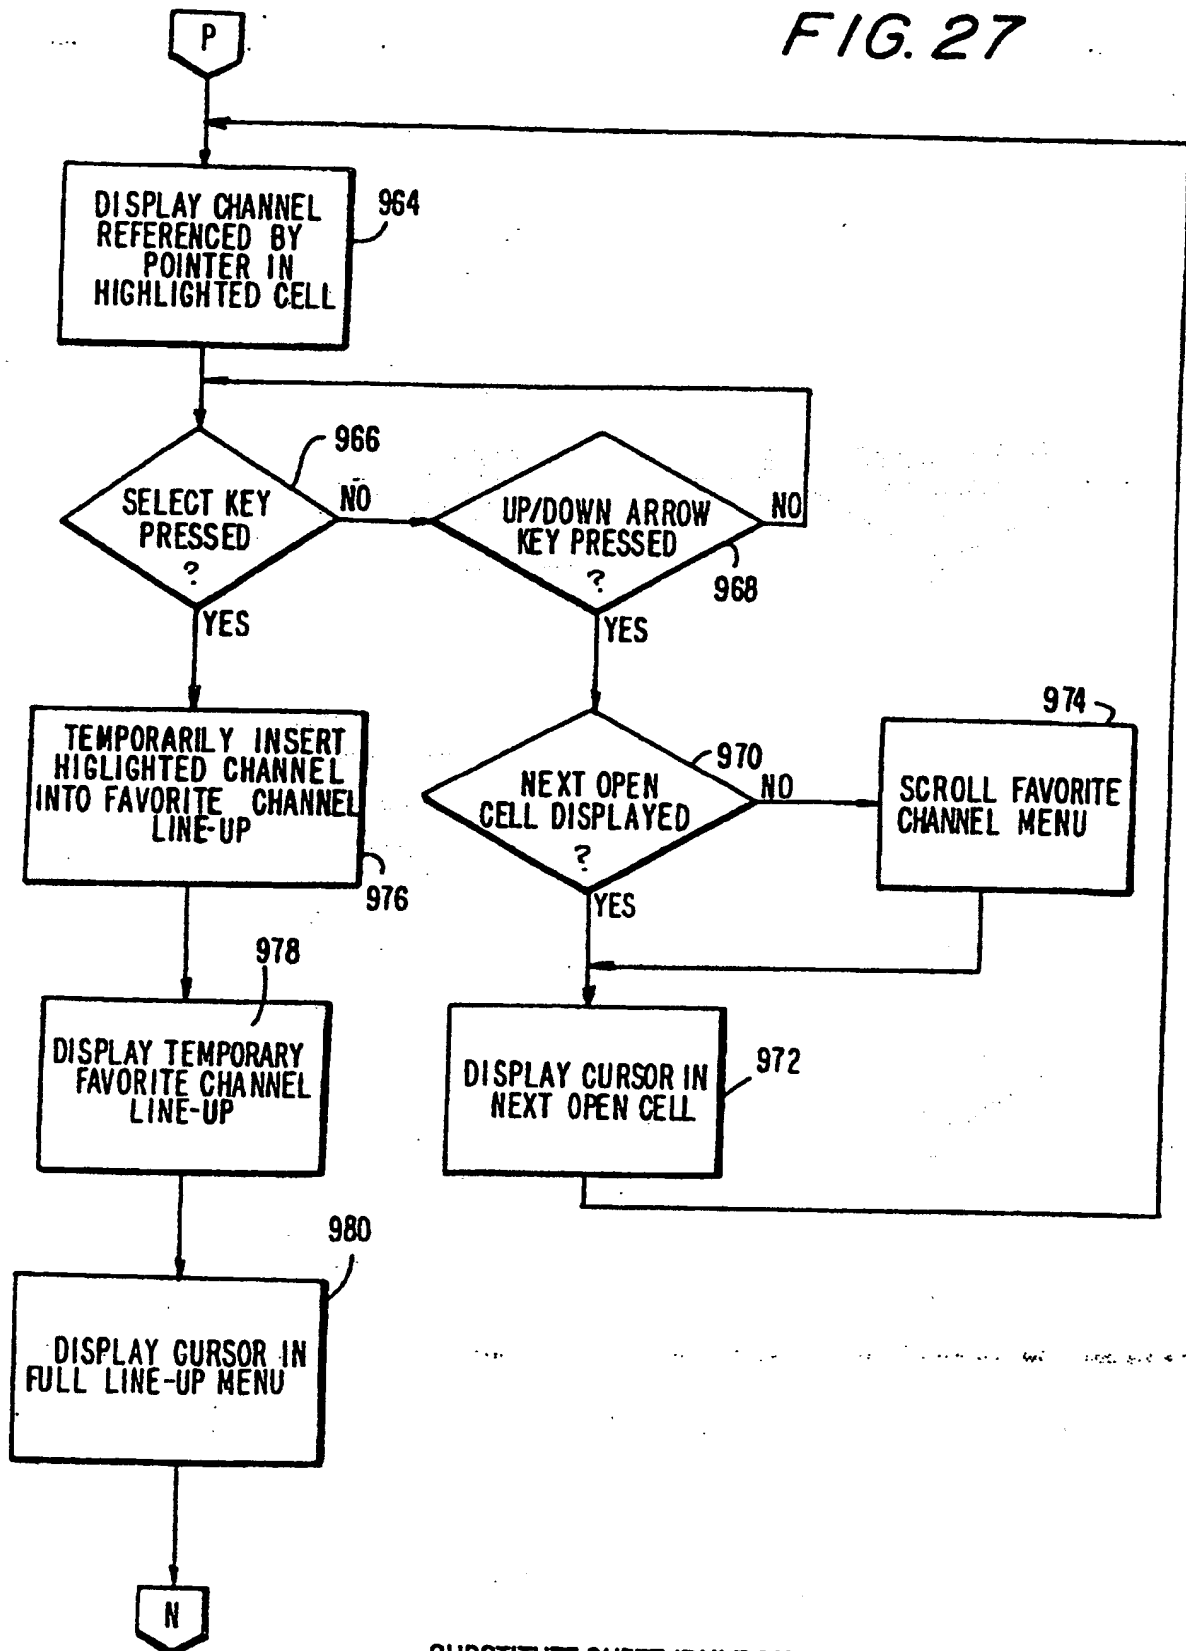 P
FIG. 27
DISPLAY CHANNEL
REFERENCED BY
POINTER IN
HIGHLIGHTED CELL
964
966
SELECT KEY
PRESSED
?
NO
UP/DOWN ARROW
KEY PRESSED
?
NO
968
YES
YES
TEMPORARILY INSERT
HIGLIGHTED CHANNEL
INTO FAVORITE CHANNEL
LINE-UP
976
NEXT OPEN
CELL DISPLAYED
?
970
NO
974
SCROLL FAVORITE
CHANNEL MENU
YES
978
DISPLAY TEMPORARY
FAVORITE CHANNEL
LINE-UP
DISPLAY CURSOR IN
NEXT OPEN CELL
972
980
DISPLAY CURSOR IN
FULL LINE-UP MENU
N